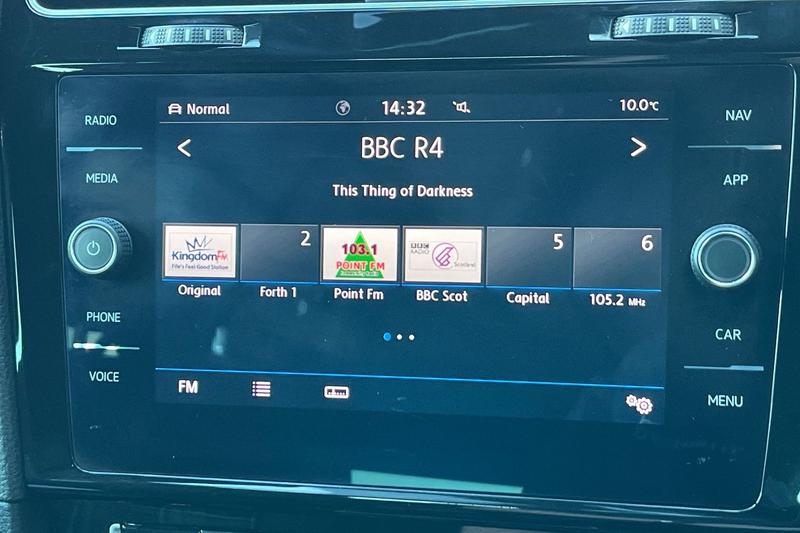 Normal
14:32
10.0°C
RADIO
NAV
< BBC R4 >
MEDIA
APP
This Thing of Darkness
KingdomFM
Fife's Feel Good Station
2
103.1
POINT FM
BBC
RADIO
Scotland
5
6
Original
Forth 1
Point Fm
BBC Scot
Capital
105.2 MHz
PHONE
CAR
VOICE
FM
MENU